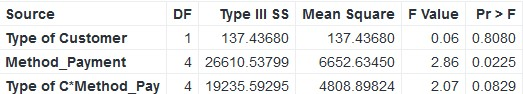 Source DF Type III SS Mean Square F Value Pr > F
Type of Customer 1 137.43680 137.43680 0.06 0.8080
Method_Payment 4 26610.53799 6652.63450 2.86 0.0225
Type of C*Method_Pay 4 19235.59295 4808.89824 2.07 0.0829